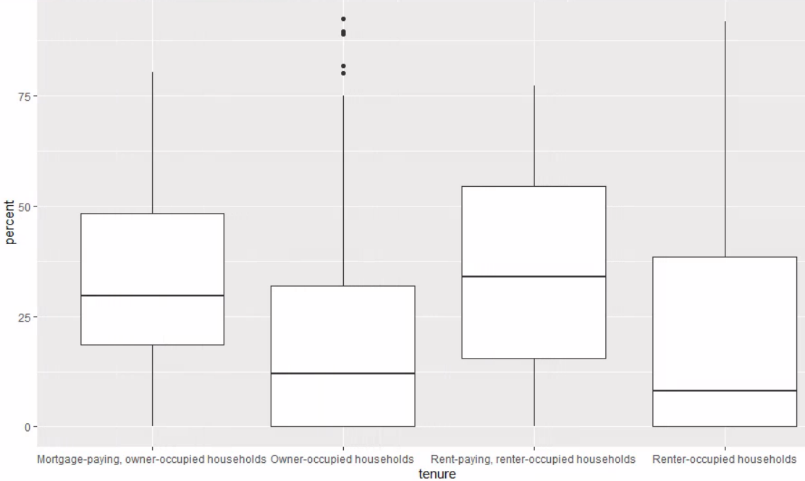 75
50
25
0
percent
Mortgage-paying, owner-occupied households Owner-occupied households Rent-paying, renter-occupied households Renter-occupied households
tenure